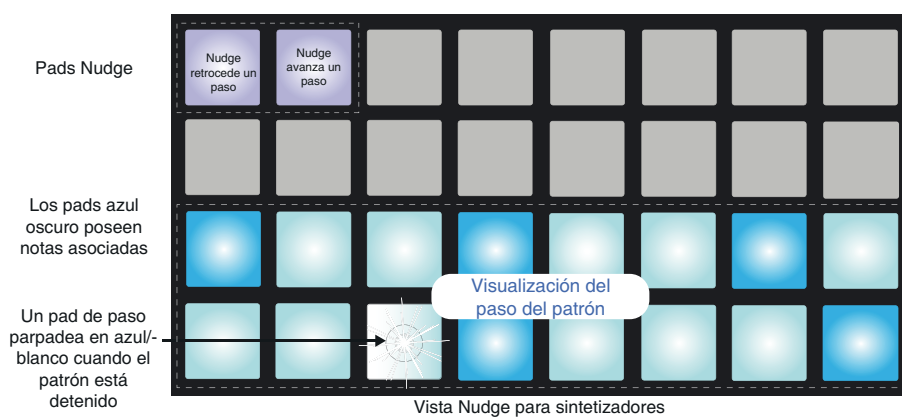 Pads Nudge
Nudge
retrocede un
paso
Nudge
avanza un
paso
Los pads azul
oscuro poseen
notas asociadas
Visualización del
paso del patrón
Un pad de paso
parpadea en azul/-
blanco cuando el
patrón está
detenido
Vista Nudge para sintetizadores